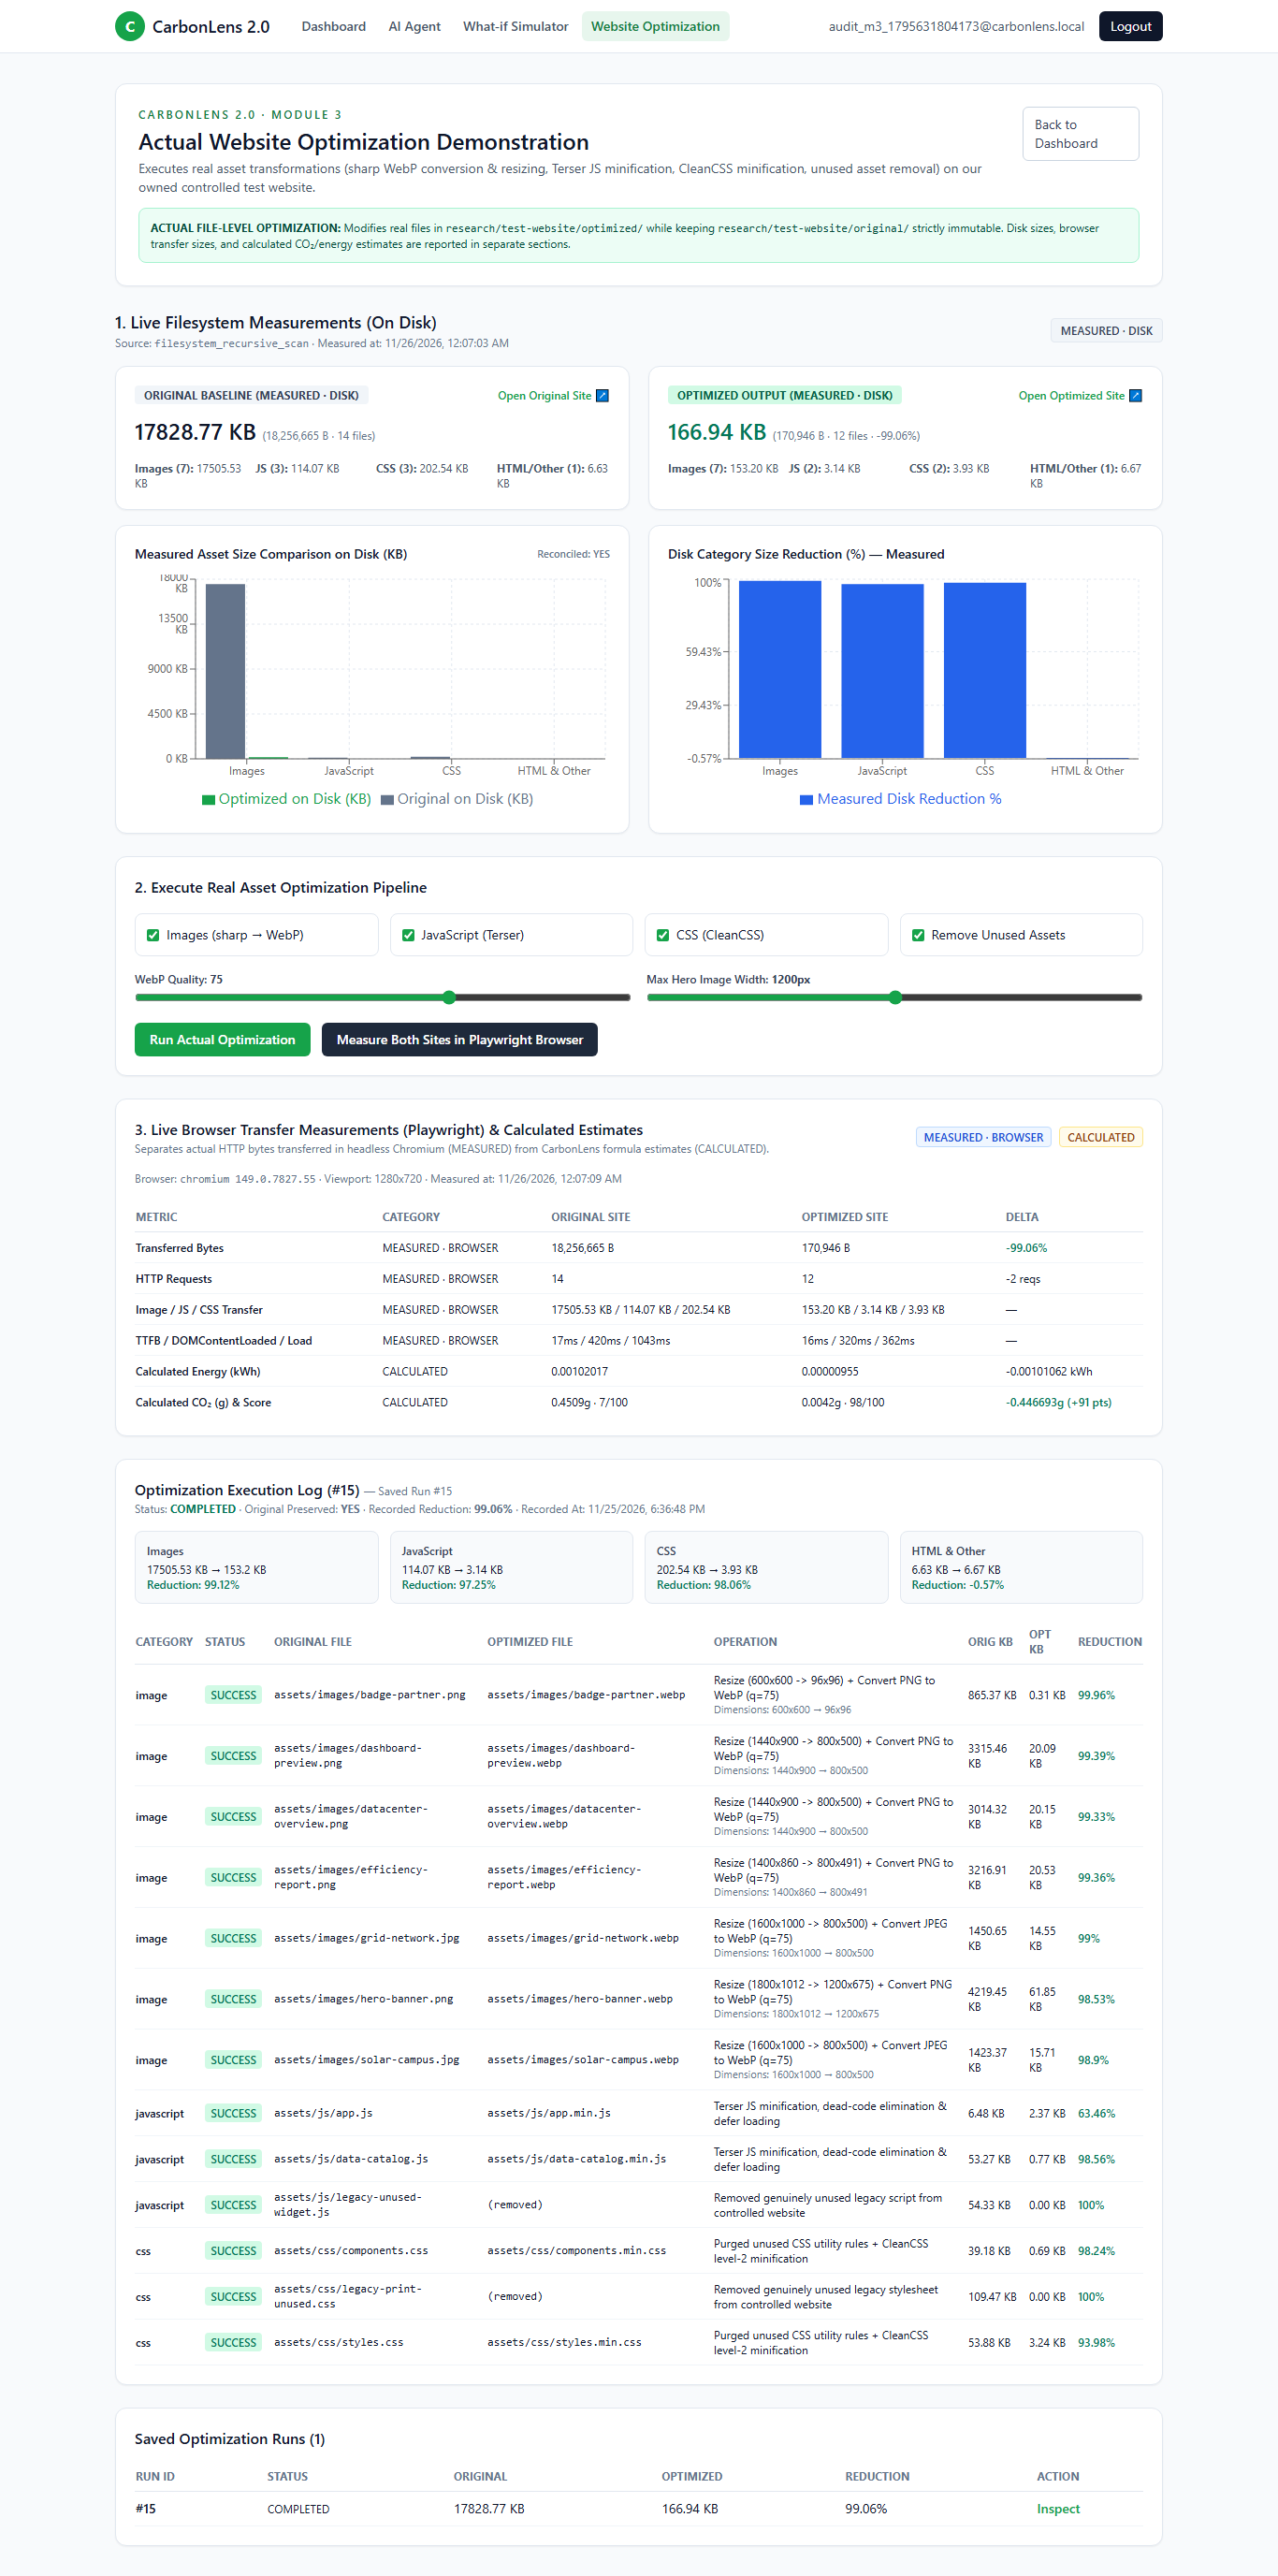 C CarbonLens 2.0 Dashboard AI Agent What-if Simulator Website Optimization audit_m3_1795631804173@carbonlens.local Logout
CARBONLENS 2.0 · MODULE 3
Actual Website Optimization Demonstration
Executes real asset transformations (sharp WebP conversion & resizing, Terser JS minification, CleanCSS minification, unused asset removal) on our
owned controlled test website.
Back to
Dashboard
ACTUAL FILE-LEVEL OPTIMIZATION: Modifies real files in research/test-website/optimized/ while keeping research/test-website/original/ strictly immutable. Disk sizes, browser
transfer sizes, and calculated CO₂/energy estimates are reported in separate sections.
1. Live Filesystem Measurements (On Disk)
Source: filesystem_recursive_scan · Measured at: 11/26/2026, 12:07:03 AM
MEASURED · DISK
ORIGINAL BASELINE (MEASURED · DISK) Open Original Site ↗
17828.77 KB (18,256,665 B · 14 files)
Images (7): 17505.53 KB JS (3): 114.07 KB CSS (3): 202.54 KB HTML/Other (1): 6.63 KB
OPTIMIZED OUTPUT (MEASURED · DISK) Open Optimized Site ↗
166.94 KB (170,946 B · 12 files · -99.06%)
Images (7): 153.20 KB JS (2): 3.14 KB CSS (2): 3.93 KB HTML/Other (1): 6.67 KB
Measured Asset Size Comparison on Disk (KB) Reconciled: YES
18000 KB
13500 KB
9000 KB
4500 KB
0 KB
Images JavaScript CSS HTML & Other
Optimized on Disk (KB) Original on Disk (KB)
Disk Category Size Reduction (%) — Measured
100%
59.43%
29.43%
-0.57%
Images JavaScript CSS HTML & Other
Measured Disk Reduction %
2. Execute Real Asset Optimization Pipeline
Images (sharp → WebP) JavaScript (Terser) CSS (CleanCSS) Remove Unused Assets
WebP Quality: 75 Max Hero Image Width: 1200px
Run Actual Optimization Measure Both Sites in Playwright Browser
3. Live Browser Transfer Measurements (Playwright) & Calculated Estimates
Separates actual HTTP bytes transferred in headless Chromium (MEASURED) from CarbonLens formula estimates (CALCULATED).
MEASURED · BROWSER CALCULATED
Browser: chromium 149.0.7827.55 · Viewport: 1280x720 · Measured at: 11/26/2026, 12:07:09 AM
METRIC CATEGORY ORIGINAL SITE OPTIMIZED SITE DELTA
Transferred Bytes MEASURED · BROWSER 18,256,665 B 170,946 B -99.06%
HTTP Requests MEASURED · BROWSER 14 12 -2 reqs
Image / JS / CSS Transfer MEASURED · BROWSER 17505.53 KB / 114.07 KB / 202.54 KB 153.20 KB / 3.14 KB / 3.93 KB —
TTFB / DOMContentLoaded / Load MEASURED · BROWSER 17ms / 420ms / 1043ms 16ms / 320ms / 362ms —
Calculated Energy (kWh) CALCULATED 0.00102017 0.00000955 -0.00101062 kWh
Calculated CO₂ (g) & Score CALCULATED 0.4509g · 7/100 0.0042g · 98/100 -0.446693g (+91 pts)
Optimization Execution Log (#15) — Saved Run #15
Status: COMPLETED · Original Preserved: YES · Recorded Reduction: 99.06% · Recorded At: 11/25/2026, 6:36:48 PM
Images
17505.53 KB → 153.2 KB
Reduction: 99.12%
JavaScript
114.07 KB → 3.14 KB
Reduction: 97.25%
CSS
202.54 KB → 3.93 KB
Reduction: 98.06%
HTML & Other
6.63 KB → 6.67 KB
Reduction: -0.57%
CATEGORY STATUS ORIGINAL FILE OPTIMIZED FILE OPERATION ORIG KB OPT KB REDUCTION
image SUCCESS assets/images/badge-partner.png assets/images/badge-partner.webp Resize (600x600 -> 96x96) + Convert PNG to WebP (q=75) 865.37 KB 0.31 KB 99.96%
Dimensions: 600x600 → 96x96
image SUCCESS assets/images/dashboard-preview.png assets/images/dashboard-preview.webp Resize (1440x900 -> 800x500) + Convert PNG to WebP (q=75) 3315.46 KB 20.09 KB 99.39%
Dimensions: 1440x900 → 800x500
image SUCCESS assets/images/datacenter-overview.png assets/images/datacenter-overview.webp Resize (1440x900 -> 800x500) + Convert PNG to WebP (q=75) 3014.32 KB 20.15 KB 99.33%
Dimensions: 1440x900 → 800x500
image SUCCESS assets/images/efficiency-report.png assets/images/efficiency-report.webp Resize (1400x860 -> 800x491) + Convert PNG to WebP (q=75) 3216.91 KB 20.53 KB 99.36%
Dimensions: 1400x860 → 800x491
image SUCCESS assets/images/grid-network.jpg assets/images/grid-network.webp Resize (1600x1000 -> 800x500) + Convert JPEG to WebP (q=75) 1450.65 KB 14.55 KB 99%
Dimensions: 1600x1000 → 800x500
image SUCCESS assets/images/hero-banner.png assets/images/hero-banner.webp Resize (1800x1012 -> 1200x675) + Convert PNG to WebP (q=75) 4219.45 KB 61.85 KB 98.53%
Dimensions: 1800x1012 → 1200x675
image SUCCESS assets/images/solar-campus.jpg assets/images/solar-campus.webp Resize (1600x1000 -> 800x500) + Convert JPEG to WebP (q=75) 1423.37 KB 15.71 KB 98.9%
Dimensions: 1600x1000 → 800x500
javascript SUCCESS assets/js/app.js assets/js/app.min.js Terser JS minification, dead-code elimination & defer loading 6.48 KB 2.37 KB 63.46%
javascript SUCCESS assets/js/data-catalog.js assets/js/data-catalog.min.js Terser JS minification, dead-code elimination & defer loading 53.27 KB 0.77 KB 98.56%
javascript SUCCESS assets/js/legacy-unused-widget.js (removed) Removed genuinely unused legacy script from controlled website 54.33 KB 0.00 KB 100%
css SUCCESS assets/css/components.css assets/css/components.min.css Purged unused CSS utility rules + CleanCSS level-2 minification 39.18 KB 0.69 KB 98.24%
css SUCCESS assets/css/legacy-print-unused.css (removed) Removed genuinely unused legacy stylesheet from controlled website 109.47 KB 0.00 KB 100%
css SUCCESS assets/css/styles.css assets/css/styles.min.css Purged unused CSS utility rules + CleanCSS level-2 minification 53.88 KB 3.24 KB 93.98%
Saved Optimization Runs (1)
RUN ID STATUS ORIGINAL OPTIMIZED REDUCTION ACTION
#15 COMPLETED 17828.77 KB 166.94 KB 99.06% Inspect